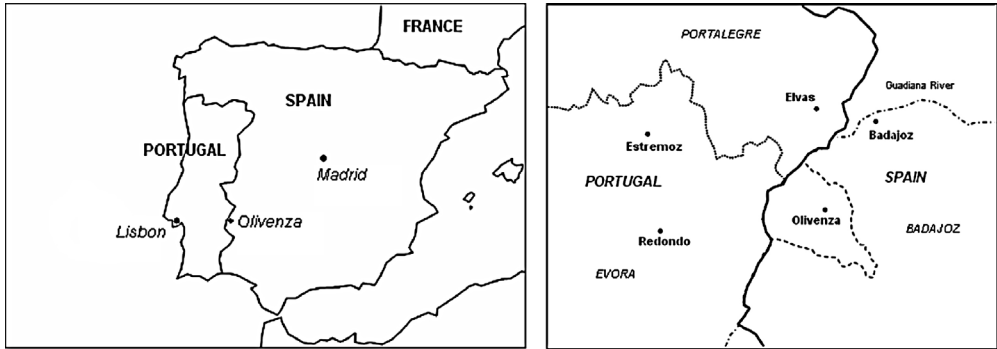 FRANCE
SPAIN
PORTUGAL
Madrid
Lisbon
Olivenza
PORTALEGRE
Guadiana River
Elvas
Badajoz
Estremoz
PORTUGAL
SPAIN
Olivenza
BADAJOZ
Redondo
EVORA